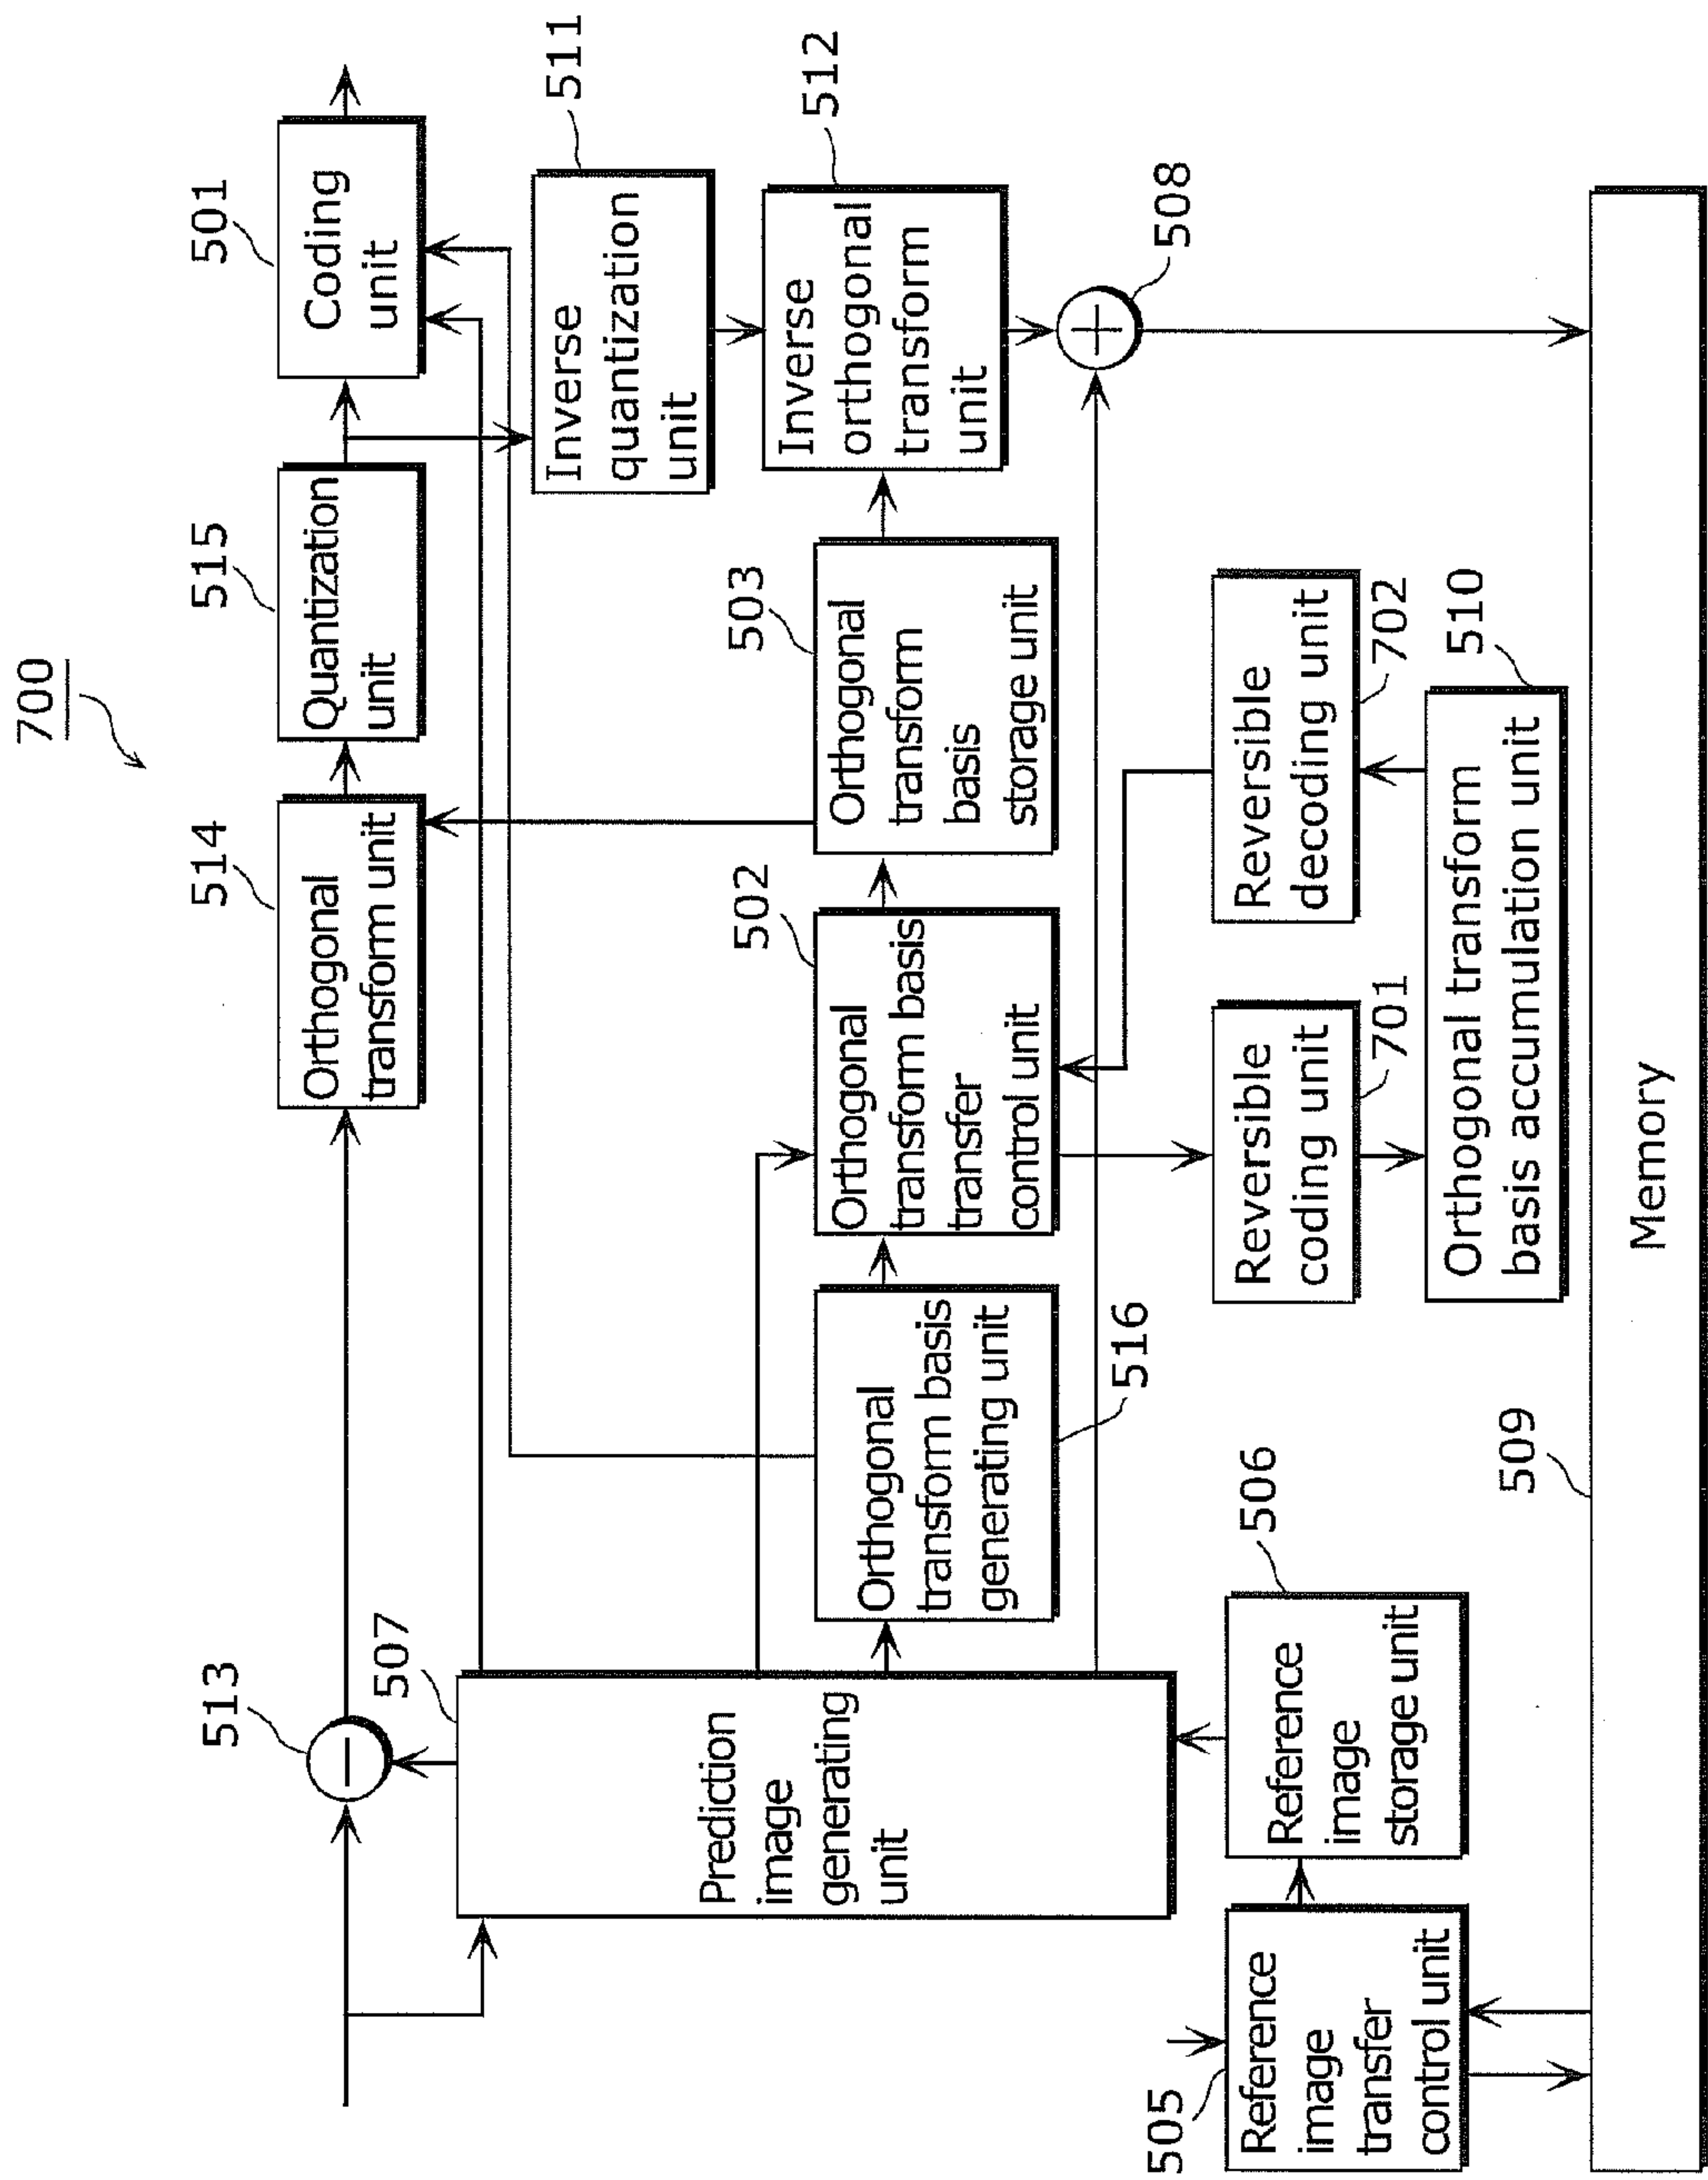 700
513
514
515
501
Orthogonal
transform unit
Quantization
unit
Coding
unit
507
Prediction
image
generating
unit
511
Inverse
quantization
unit
516
Orthogonal
transform basis
generating unit
502
Orthogonal
transform basis
transfer
control unit
503
Orthogonal
transform
basis
storage unit
512
Inverse
orthogonal
transform
unit
508
505
Reference
image
transfer
control unit
506
Reference
image
storage unit
701
Reversible
coding unit
702
Reversible
decoding unit
510
Orthogonal transform
basis accumulation unit
509
Memory